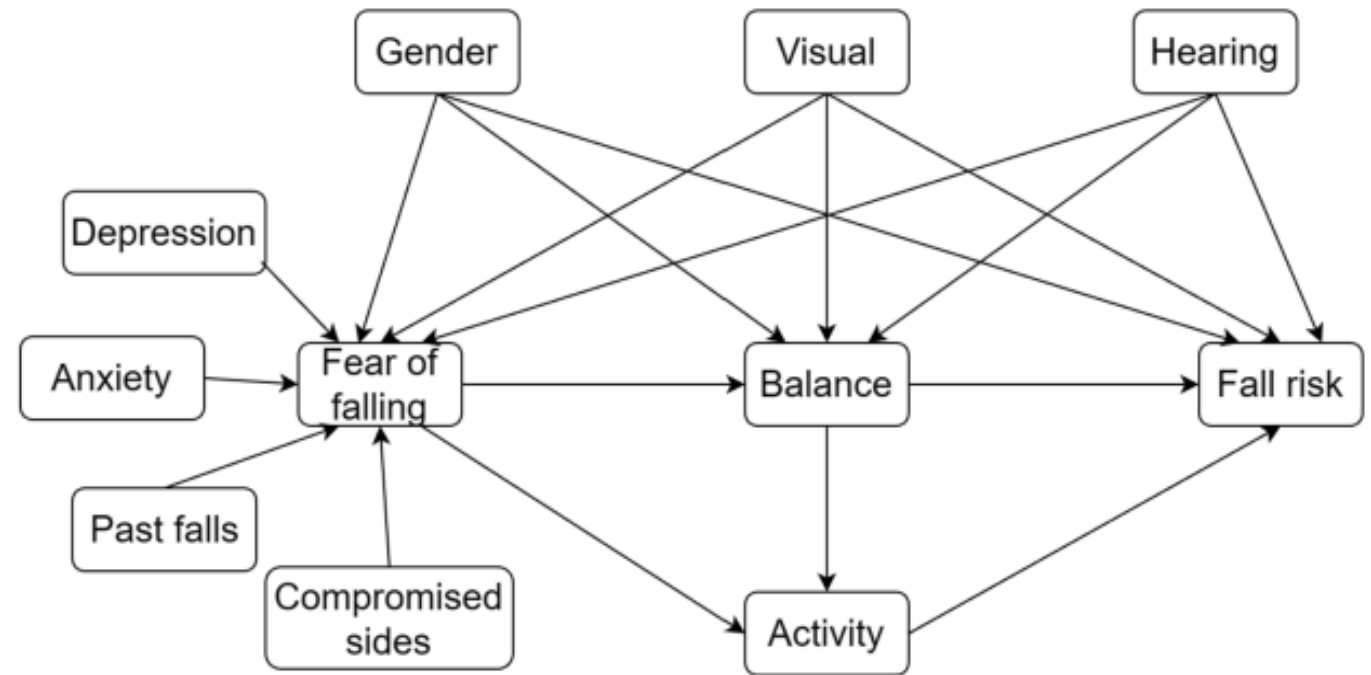 Gender
Visual
Hearing
Depression
Anxiety
Fear of
falling
Balance
Fall risk
Past falls
Compromised
sides
Activity